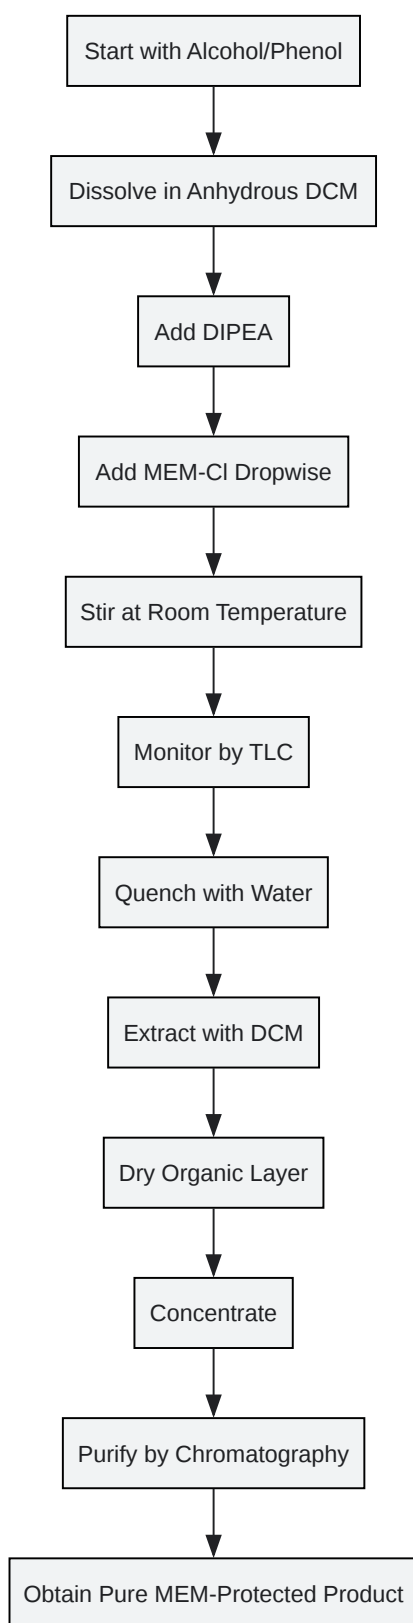 Start with Alcohol/Phenol
Dissolve in Anhydrous DCM
Add DIPEA
Add MEM-Cl Dropwise
Stir at Room Temperature
Monitor by TLC
Quench with Water
Extract with DCM
Dry Organic Layer
Concentrate
Purify by Chromatography
Obtain Pure MEM-Protected Product